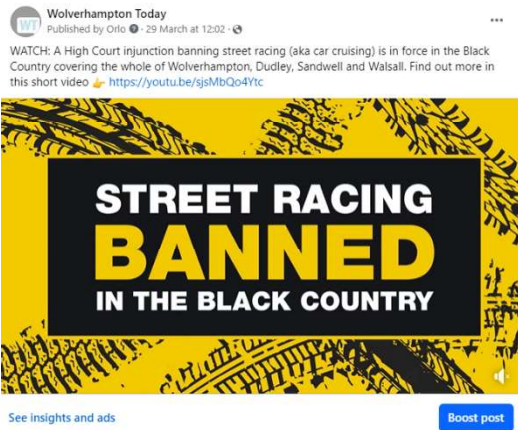 WT
Wolverhampton Today
Published by Orlo · 29 March at 12:02 ·
WATCH: A High Court injunction banning street racing (aka car cruising) is in force in the Black
Country covering the whole of Wolverhampton, Dudley, Sandwell and Walsall. Find out more in
this short video 👉 https://youtu.be/sjsMbQo4Ytc
STREET RACING
BANNED
IN THE BLACK COUNTRY
See insights and ads
Boost post